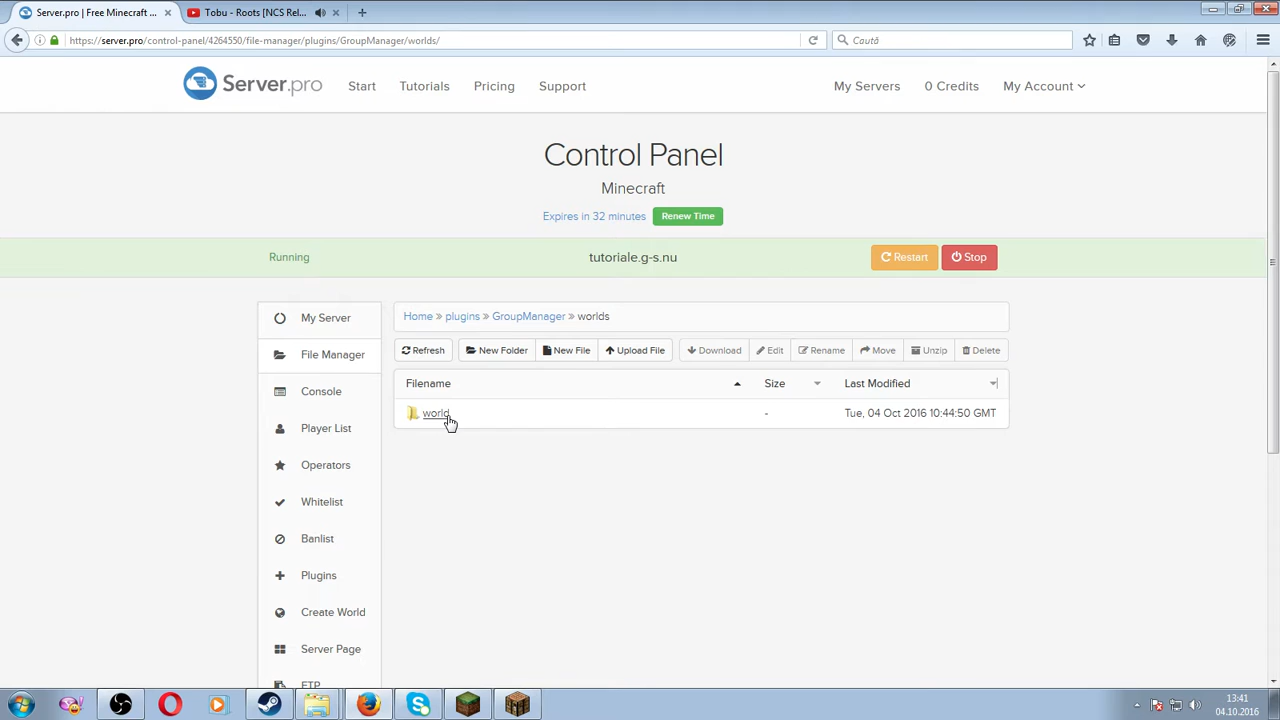 Server.pro | Free Minecraft ...
Tobu - Roots [NCS Rel...
https://server.pro/control-panel/4264550/file-manager/plugins/GroupManager/worlds/
Caută
Server.pro
Start
Tutorials
Pricing
Support
My Servers
0 Credits
My Account
Control Panel
Minecraft
Expires in 32 minutes
Renew Time
Running
tutoriale.g-s.nu
Restart
Stop
My Server
File Manager
Console
Player List
Operators
Whitelist
Banlist
Plugins
Create World
Server Page
FTP
Home » plugins » GroupManager » worlds
Refresh
New Folder
New File
Upload File
Download
Edit
Rename
Move
Unzip
Delete
Filename
Size
Last Modified
world
-
Tue, 04 Oct 2016 10:44:50 GMT
13:41
04.10.2016